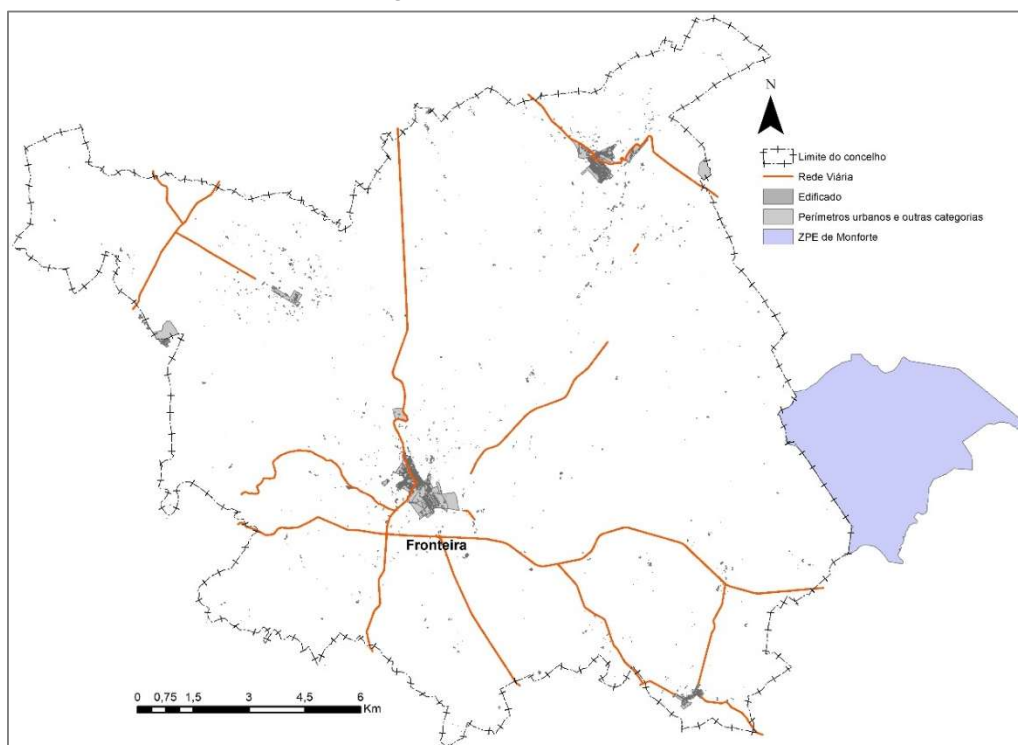 N
Limite do concelho
Rede Viária
Edificado
Perímetros urbanos e outras categorias
ZPE de Monforte
Fronteira
0 0,75 1,5 3 4,5 6
Km